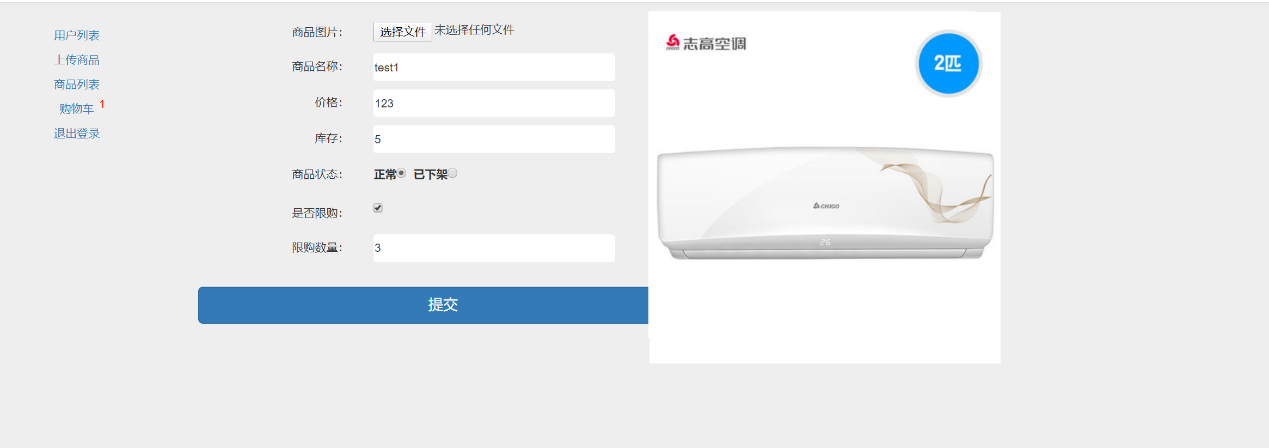 用户列表
上传商品
商品列表
购物车 1
退出登录
商品图片： 选择文件 未选择任何文件
商品名称： test1
价格： 123
库存： 5
商品状态： 正常 已下架
是否限购：
限购数量： 3
提交
CHIGO 志高空调
2匹
CHIGO
26